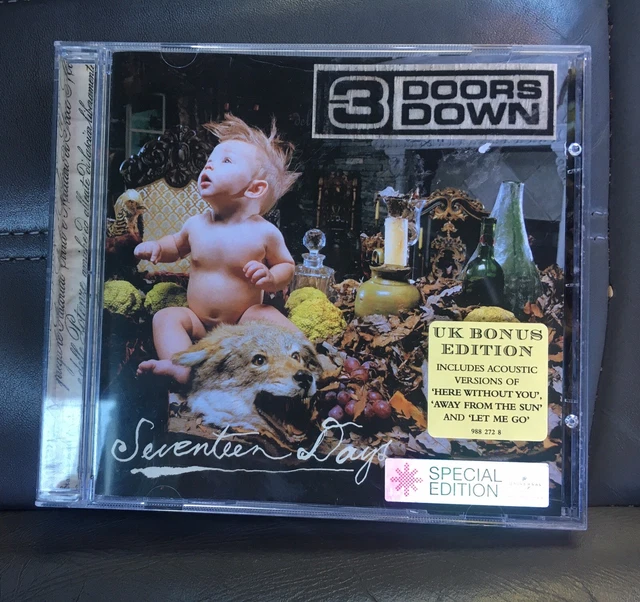 3 DOORS
DOWN
UK BONUS
EDITION
INCLUDES ACOUSTIC
VERSIONS OF
'HERE WITHOUT YOU',
'AWAY FROM THE SUN'
AND 'LET ME GO'
988 272 8
Seventeen Days
SPECIAL
EDITION